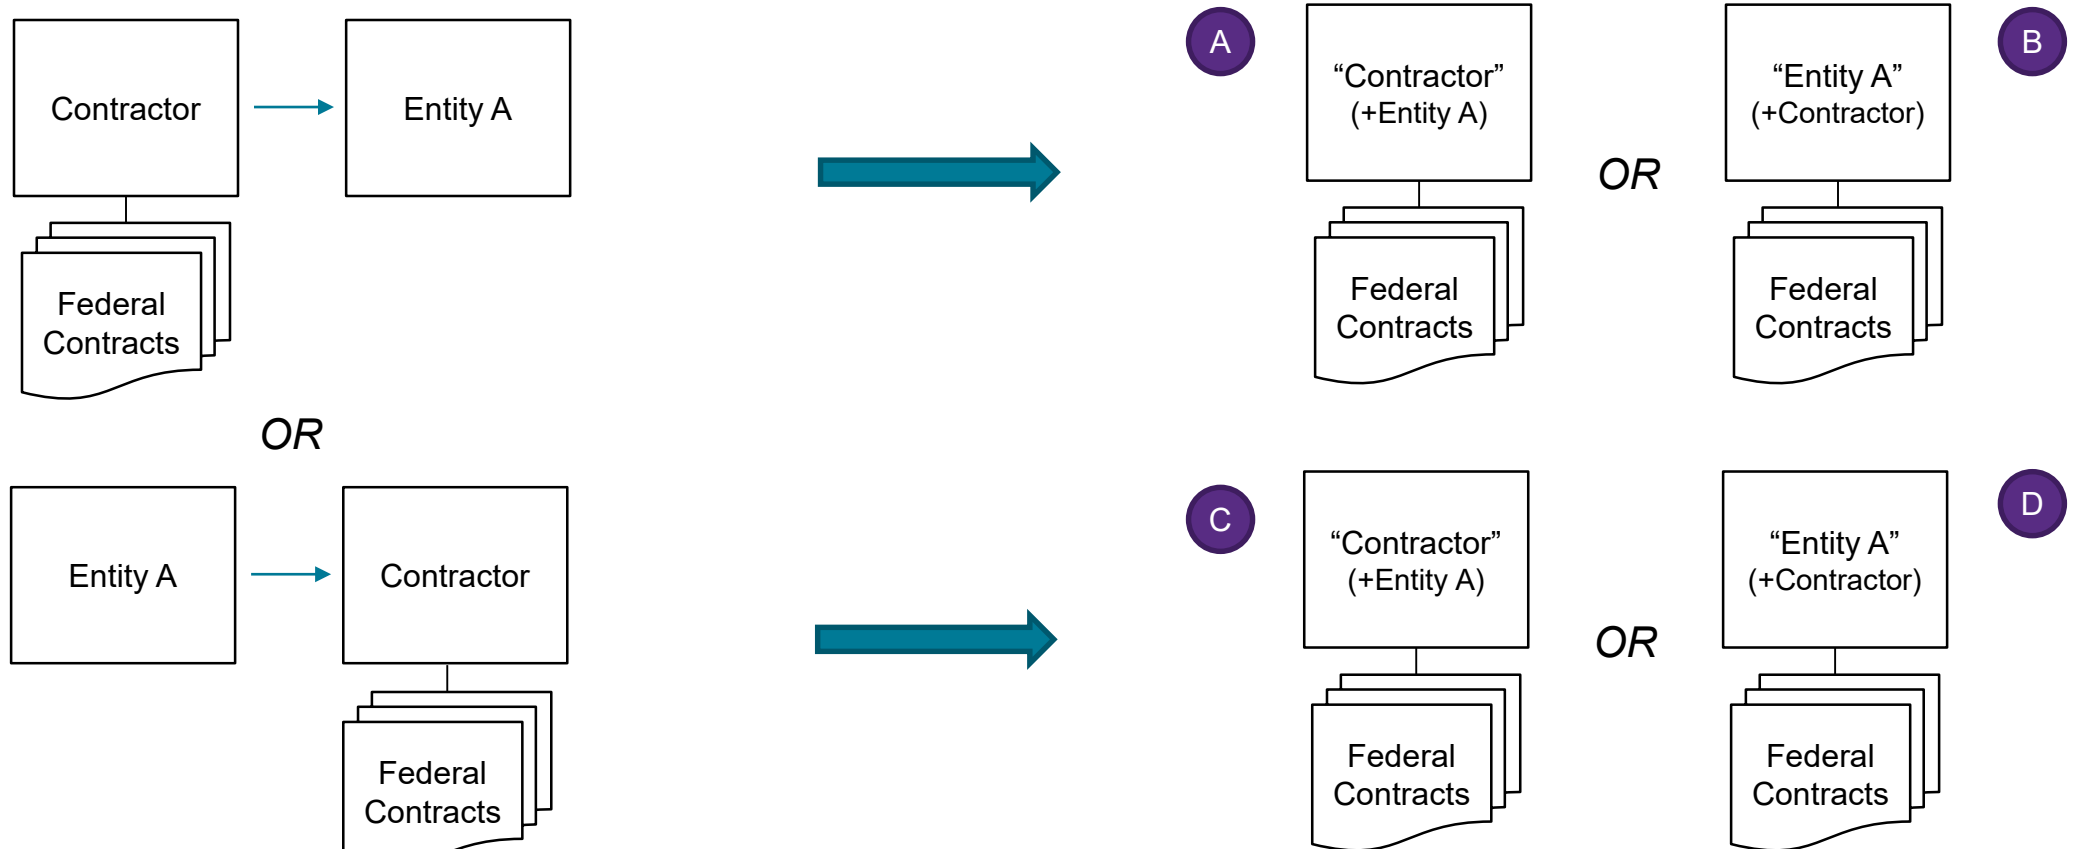 Contractor
Entity A
Federal
Contracts
A
“Contractor”
(+Entity A)
Federal
Contracts
OR
“Entity A”
(+Contractor)
Federal
Contracts
B
OR
Entity A
Contractor
Federal
Contracts
C
“Contractor”
(+Entity A)
Federal
Contracts
OR
“Entity A”
(+Contractor)
Federal
Contracts
D